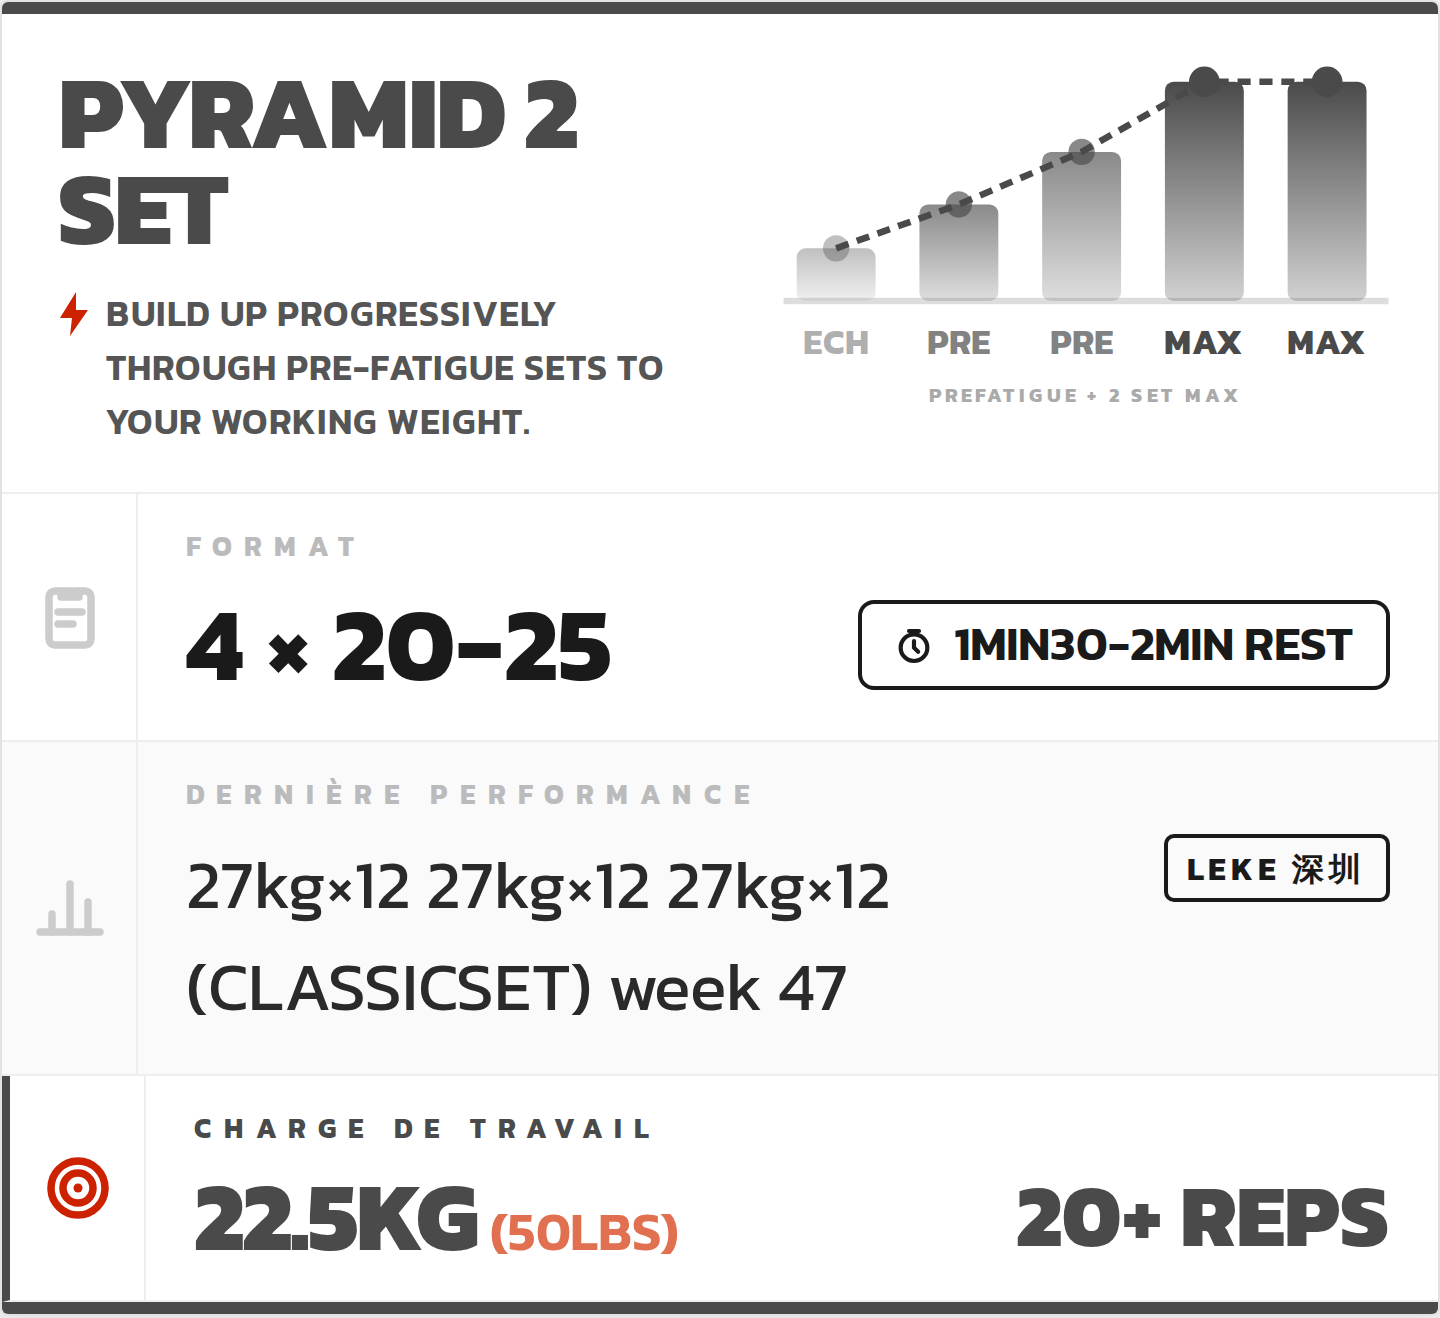 PYRAMID 2
SET
BUILD UP PROGRESSIVELY
THROUGH PRE-FATIGUE SETS TO
YOUR WORKING WEIGHT.
ECH PRE PRE MAX MAX
PREFATIGUE + 2 SET MAX
FORMAT
4 × 20-25
1MIN30-2MIN REST
DERNIÈRE PERFORMANCE
27kg×12 27kg×12 27kg×12
(CLASSICSET) week 47
LEKE 深圳
CHARGE DE TRAVAIL
22.5KG (50LBS)
20+ REPS